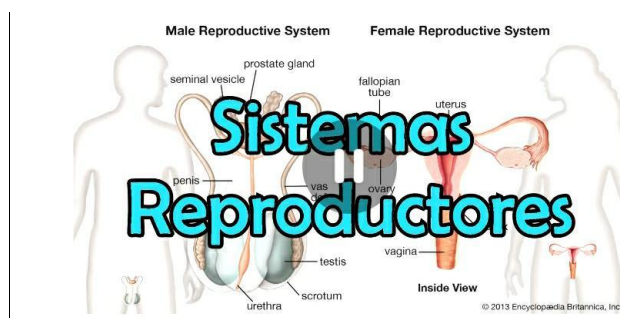 Male Reproductive System
Female Reproductive System
prostate gland
seminal vesicle
fallopian
tube
uterus
Sistemas
penis
vas
ovary
Reproductores
vagina
testis
Inside View
scrotum
urethra
© 2013 Encyclopædia Britannica, Inc